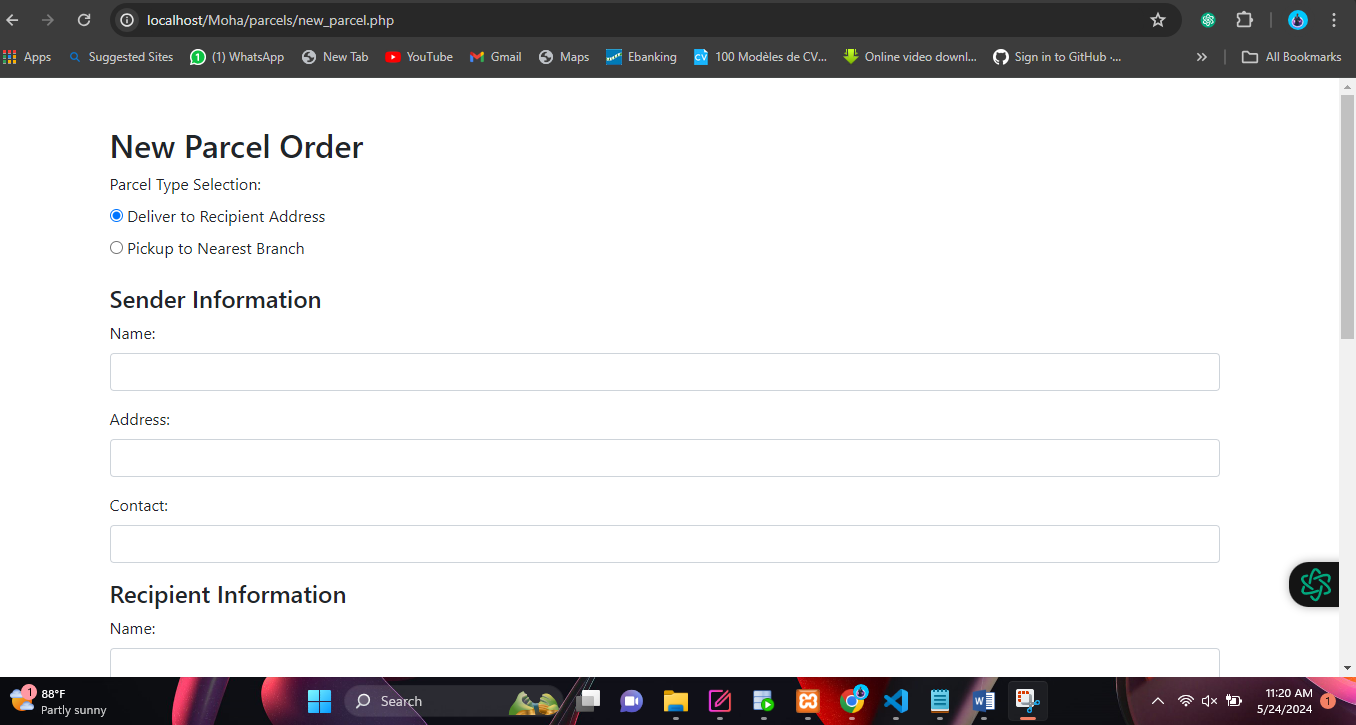 localhost/Moha/parcels/new_parcel.php
Apps Suggested Sites (1) WhatsApp New Tab YouTube Gmail Maps Ebanking CV 100 Modèles de CV... Online video downl... Sign in to GitHub ·... » All Bookmarks
New Parcel Order
Parcel Type Selection:
Deliver to Recipient Address
Pickup to Nearest Branch
Sender Information
Name:
Address:
Contact:
Recipient Information
Name:
1 88°F
Partly sunny
Search
11:20 AM
5/24/2024
1